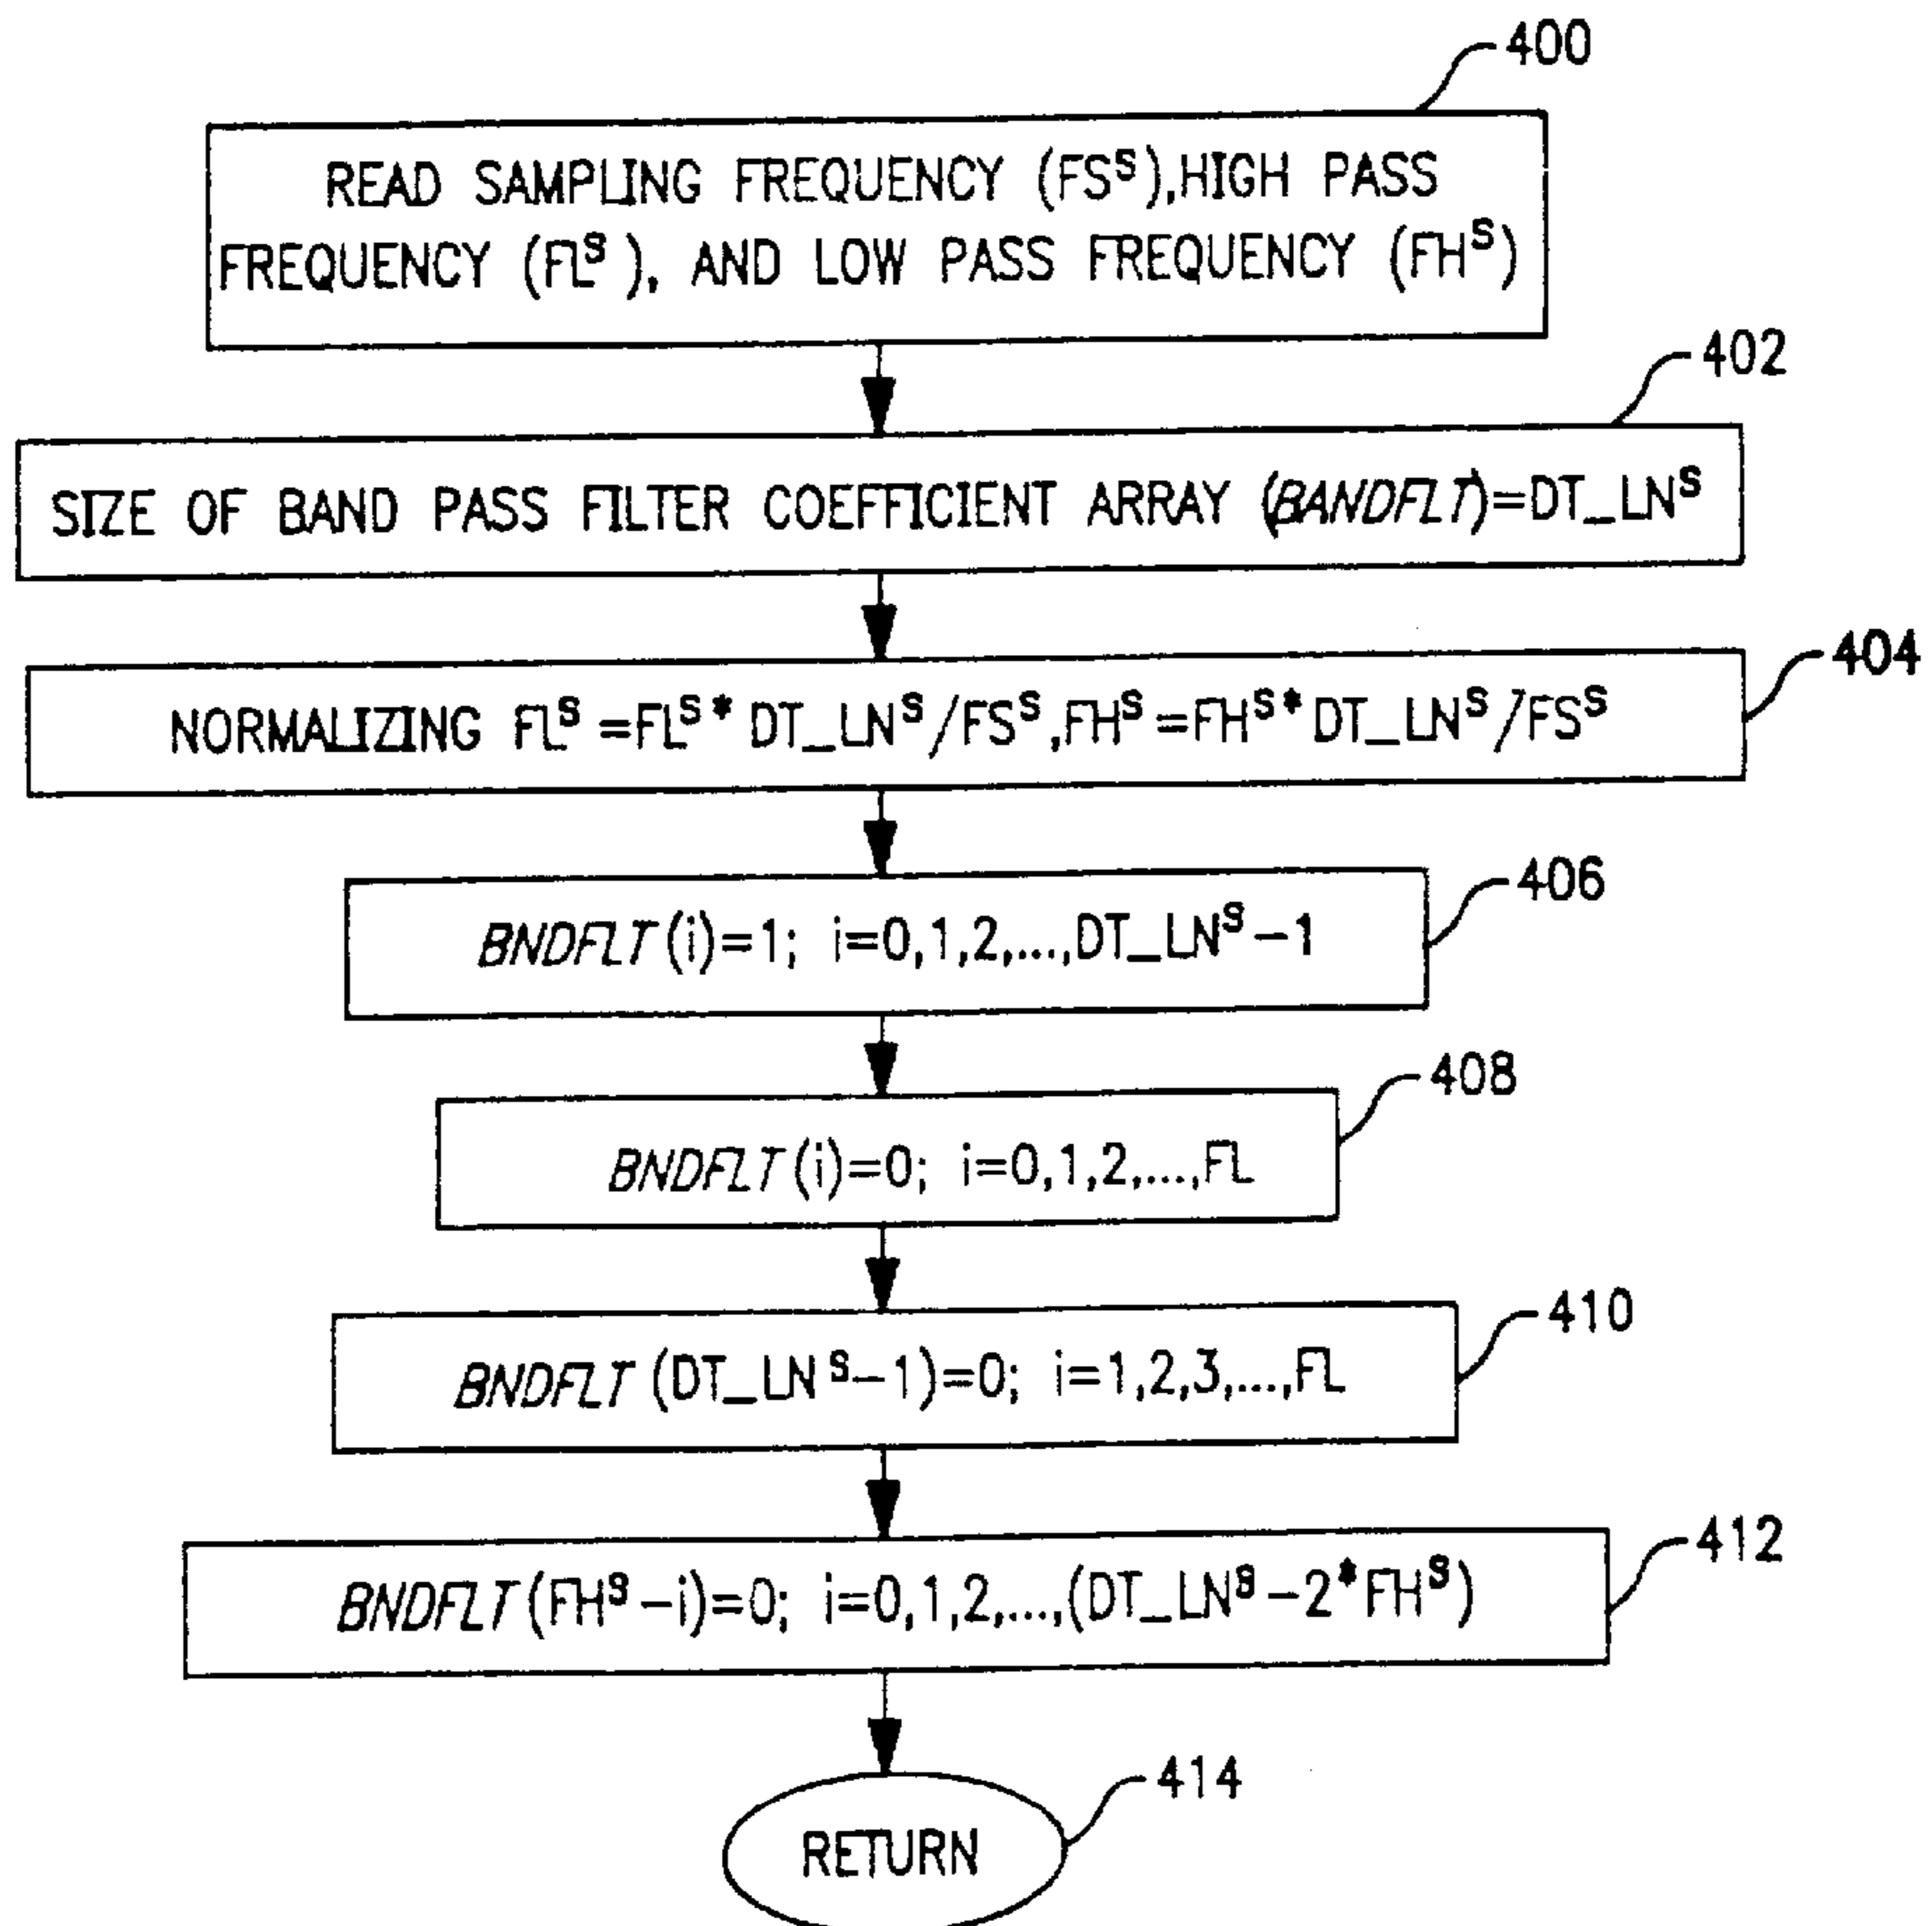 400
READ SAMPLING FREQUENCY (FSˢ),HIGH PASS
FREQUENCY (FLˢ), AND LOW PASS FREQUENCY (FHˢ)
402
SIZE OF BAND PASS FILTER COEFFICIENT ARRAY (BANDFLT)=DT_LNˢ
404
NORMALIZING FLˢ=FLˢ* DT_LNˢ/FSˢ,FHˢ=FHˢ* DT_LNˢ/FSˢ
406
BNDFLT(i)=1; i=0,1,2,...,DT_LNˢ-1
408
BNDFLT(i)=0; i=0,1,2,...,FL
410
BNDFLT(DT_LNˢ-1)=0; i=1,2,3,...,FL
412
BNDFLT(FHˢ-i)=0; i=0,1,2,...,(DT_LNˢ-2*FHˢ)
414
RETURN